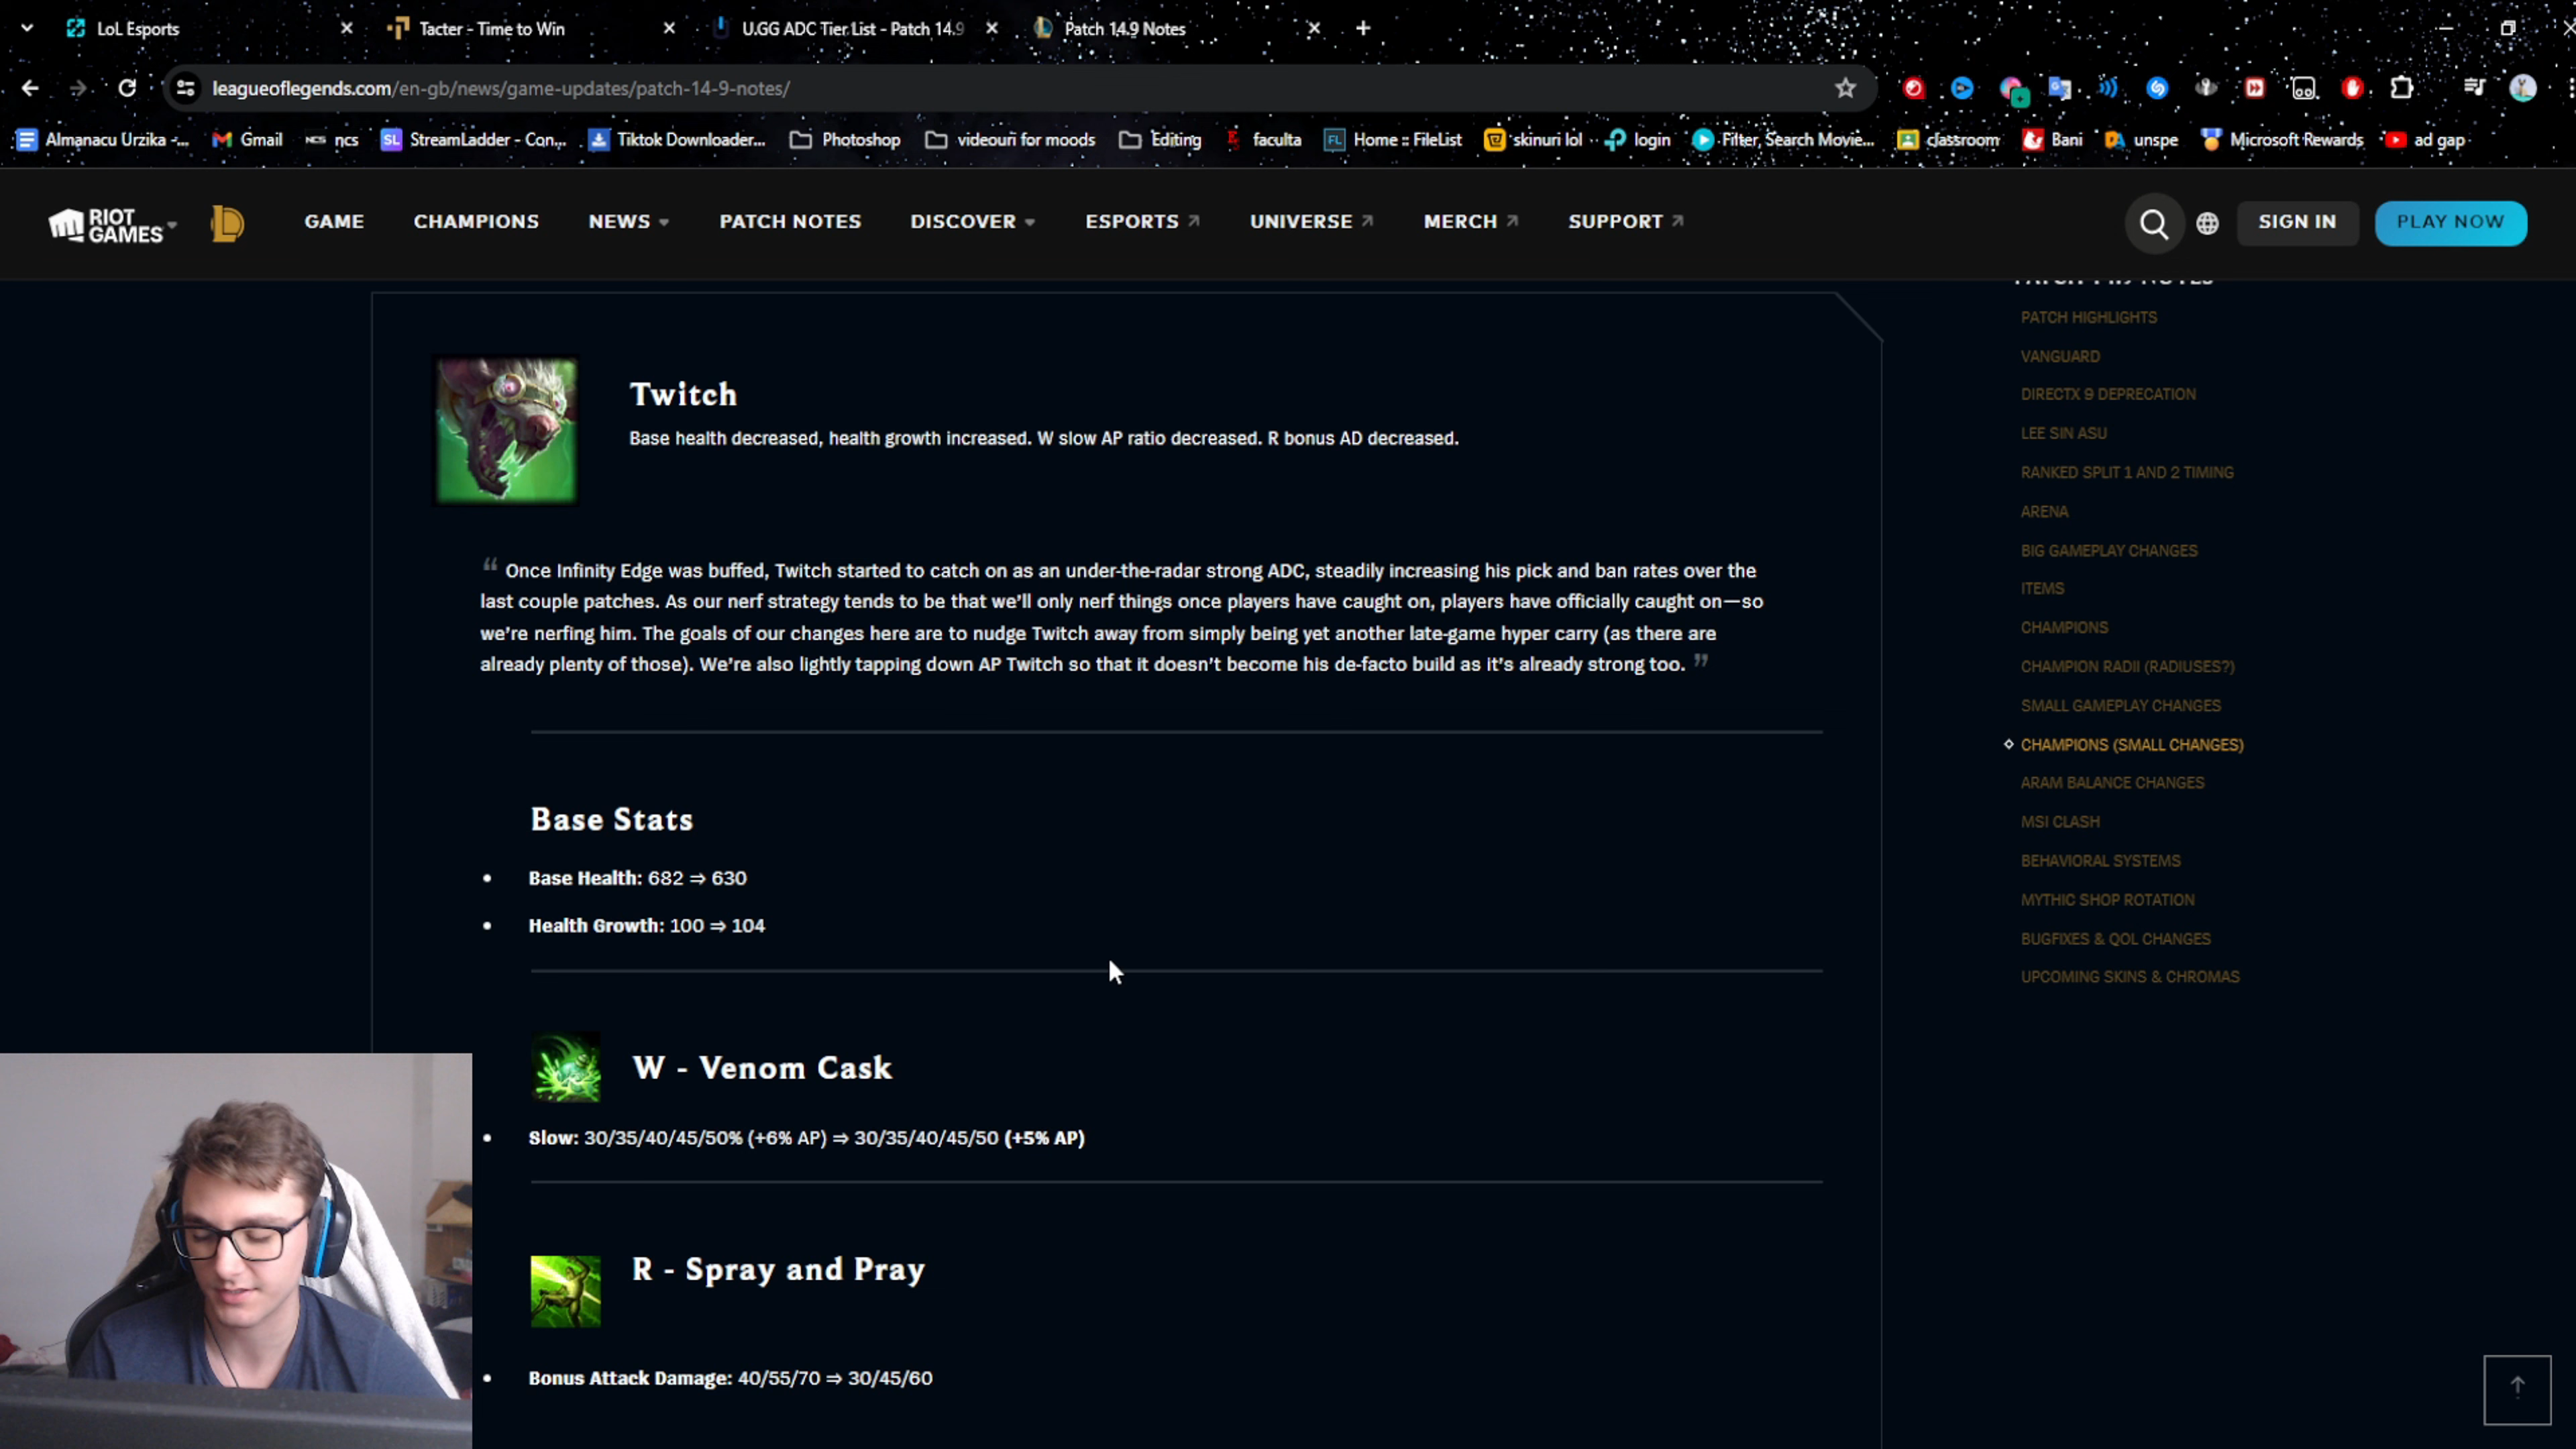 LoL Esports
Tacter - Time to Win
U.GG ADC Tier List - Patch 14.9
Patch 14.9 Notes
leagueoflegends.com/en-gb/news/game-updates/patch-14-9-notes/
Almanacu Urzika -...
Gmail
NCS ncs
SL StreamLadder - Con...
Tiktok Downloader...
Photoshop
videouri for moods
Editing
faculta
FL Home :: FileList
skinuri lol
login
Filter, Search Movie...
classroom
Bani
unspe
Microsoft Rewards
ad gap
RIOT GAMES
GAME
CHAMPIONS
NEWS
PATCH NOTES
DISCOVER
ESPORTS
UNIVERSE
MERCH
SUPPORT
SIGN IN
PLAY NOW
Twitch
Base health decreased, health growth increased. W slow AP ratio decreased. R bonus AD decreased.
“ Once Infinity Edge was buffed, Twitch started to catch on as an under-the-radar strong ADC, steadily increasing his pick and ban rates over the
last couple patches. As our nerf strategy tends to be that we’ll only nerf things once players have caught on, players have officially caught on—so
we’re nerfing him. The goals of our changes here are to nudge Twitch away from simply being yet another late-game hyper carry (as there are
already plenty of those). We’re also lightly tapping down AP Twitch so that it doesn’t become his de-facto build as it’s already strong too. ”
Base Stats
• Base Health: 682 ⇒ 630
• Health Growth: 100 ⇒ 104
W - Venom Cask
• Slow: 30/35/40/45/50% (+6% AP) ⇒ 30/35/40/45/50 (+5% AP)
R - Spray and Pray
• Bonus Attack Damage: 40/55/70 ⇒ 30/45/60
PATCH 14.9 NOTES
PATCH HIGHLIGHTS
VANGUARD
DIRECTX 9 DEPRECATION
LEE SIN ASU
RANKED SPLIT 1 AND 2 TIMING
ARENA
BIG GAMEPLAY CHANGES
ITEMS
CHAMPIONS
CHAMPION RADII (RADIUSES?)
SMALL GAMEPLAY CHANGES
CHAMPIONS (SMALL CHANGES)
ARAM BALANCE CHANGES
MSI CLASH
BEHAVIORAL SYSTEMS
MYTHIC SHOP ROTATION
BUGFIXES & QOL CHANGES
UPCOMING SKINS & CHROMAS